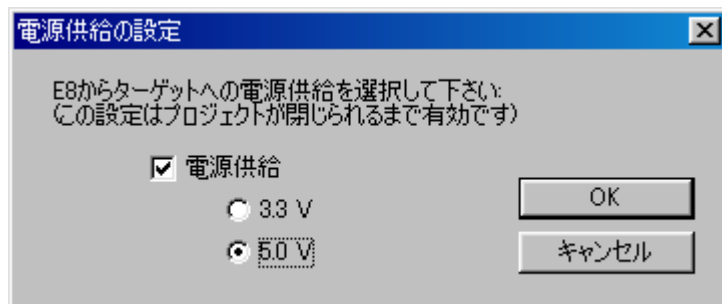 電源供給の設定
E8からターゲットへの電源供給を選択して下さい:
(この設定はプロジェクトが閉じられるまで有効です)
電源供給
3.3 V
5.0 V
OK
キャンセル